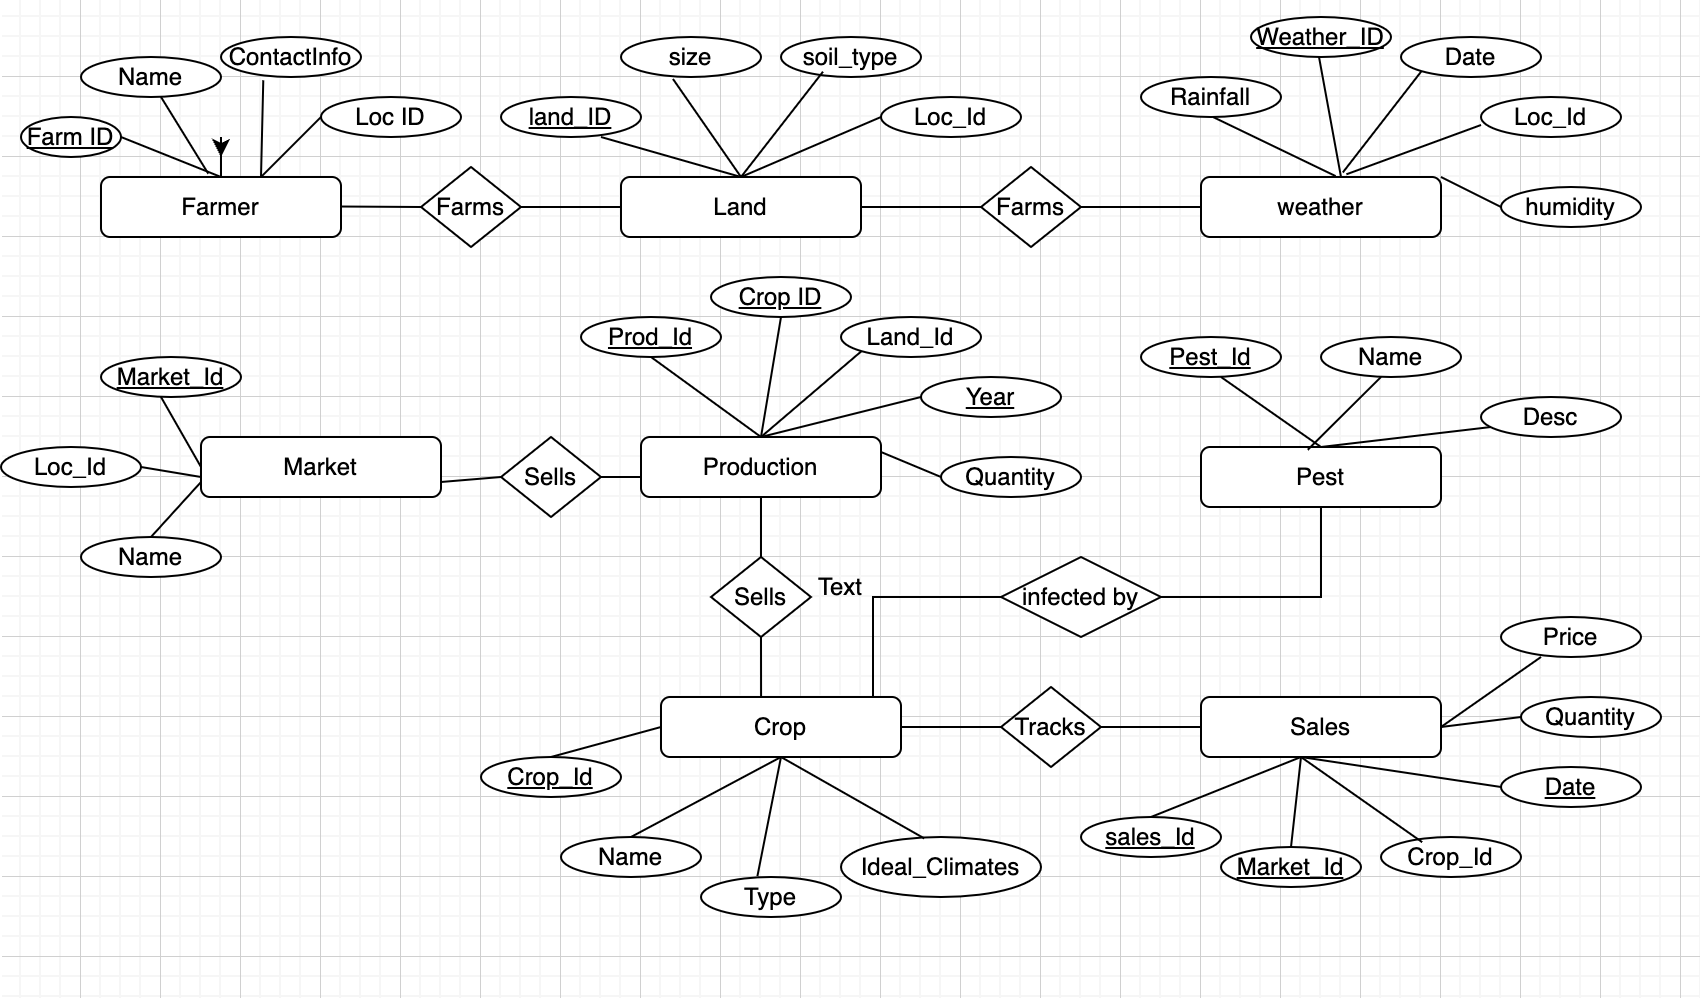 Weather_ID
ContactInfo
size
soil_type
Date
Name
Rainfall
Farm ID
Loc ID
land_ID
Loc_Id
Loc_Id
Farmer
Farms
Land
Farms
weather
humidity
Crop ID
Prod_Id
Land_Id
Pest_Id
Name
Market_Id
Year
Desc
Loc_Id
Market
Sells
Production
Quantity
Pest
Name
Sells
Text
infected by
Price
Crop
Tracks
Sales
Quantity
Crop_Id
Date
sales_Id
Name
Ideal_Climates
Market_Id
Crop_Id
Type